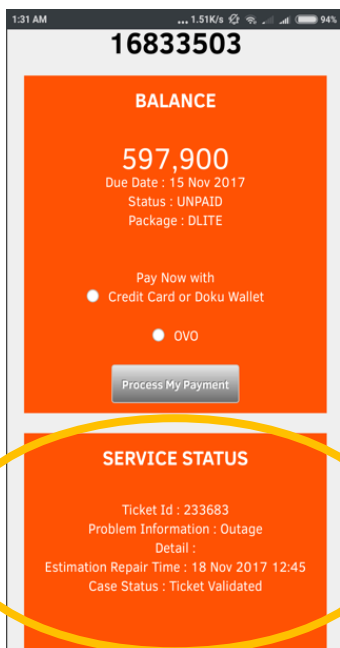 1:31 AM ... 1.51K/s 94%
16833503
BALANCE
597,900
Due Date : 15 Nov 2017
Status : UNPAID
Package : DLITE
Pay Now with
Credit Card or Doku Wallet
OVO
Process My Payment
SERVICE STATUS
Ticket Id : 233683
Problem Information : Outage
Detail :
Estimation Repair Time : 18 Nov 2017 12:45
Case Status : Ticket Validated